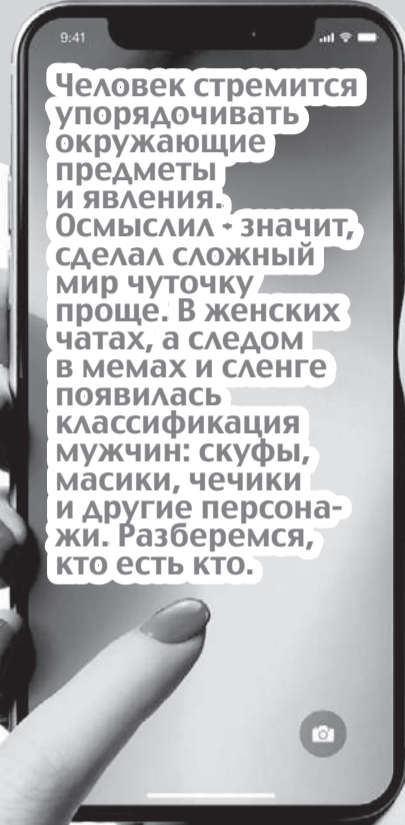 9:41
Человек стремится
упорядочивать
окружающие
предметы
и явления.
Осмыслил - значит,
сделал сложный
мир чуточку
проще. В женских
чатах, а следом
в мемах и сленге
появилась
классификация
мужчин: скуфы,
масики, чечики
и другие персона-
жи. Разберемся,
кто есть кто.